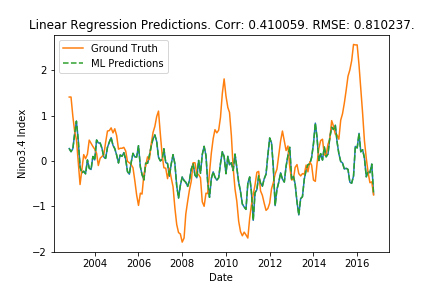 Linear Regression Predictions. Corr: 0.410059. RMSE: 0.810237.
Ground Truth
ML Predictions
Nino3.4 Index
2
1
0
−1
−2
2004
2006
2008
2010
2012
2014
2016
Date